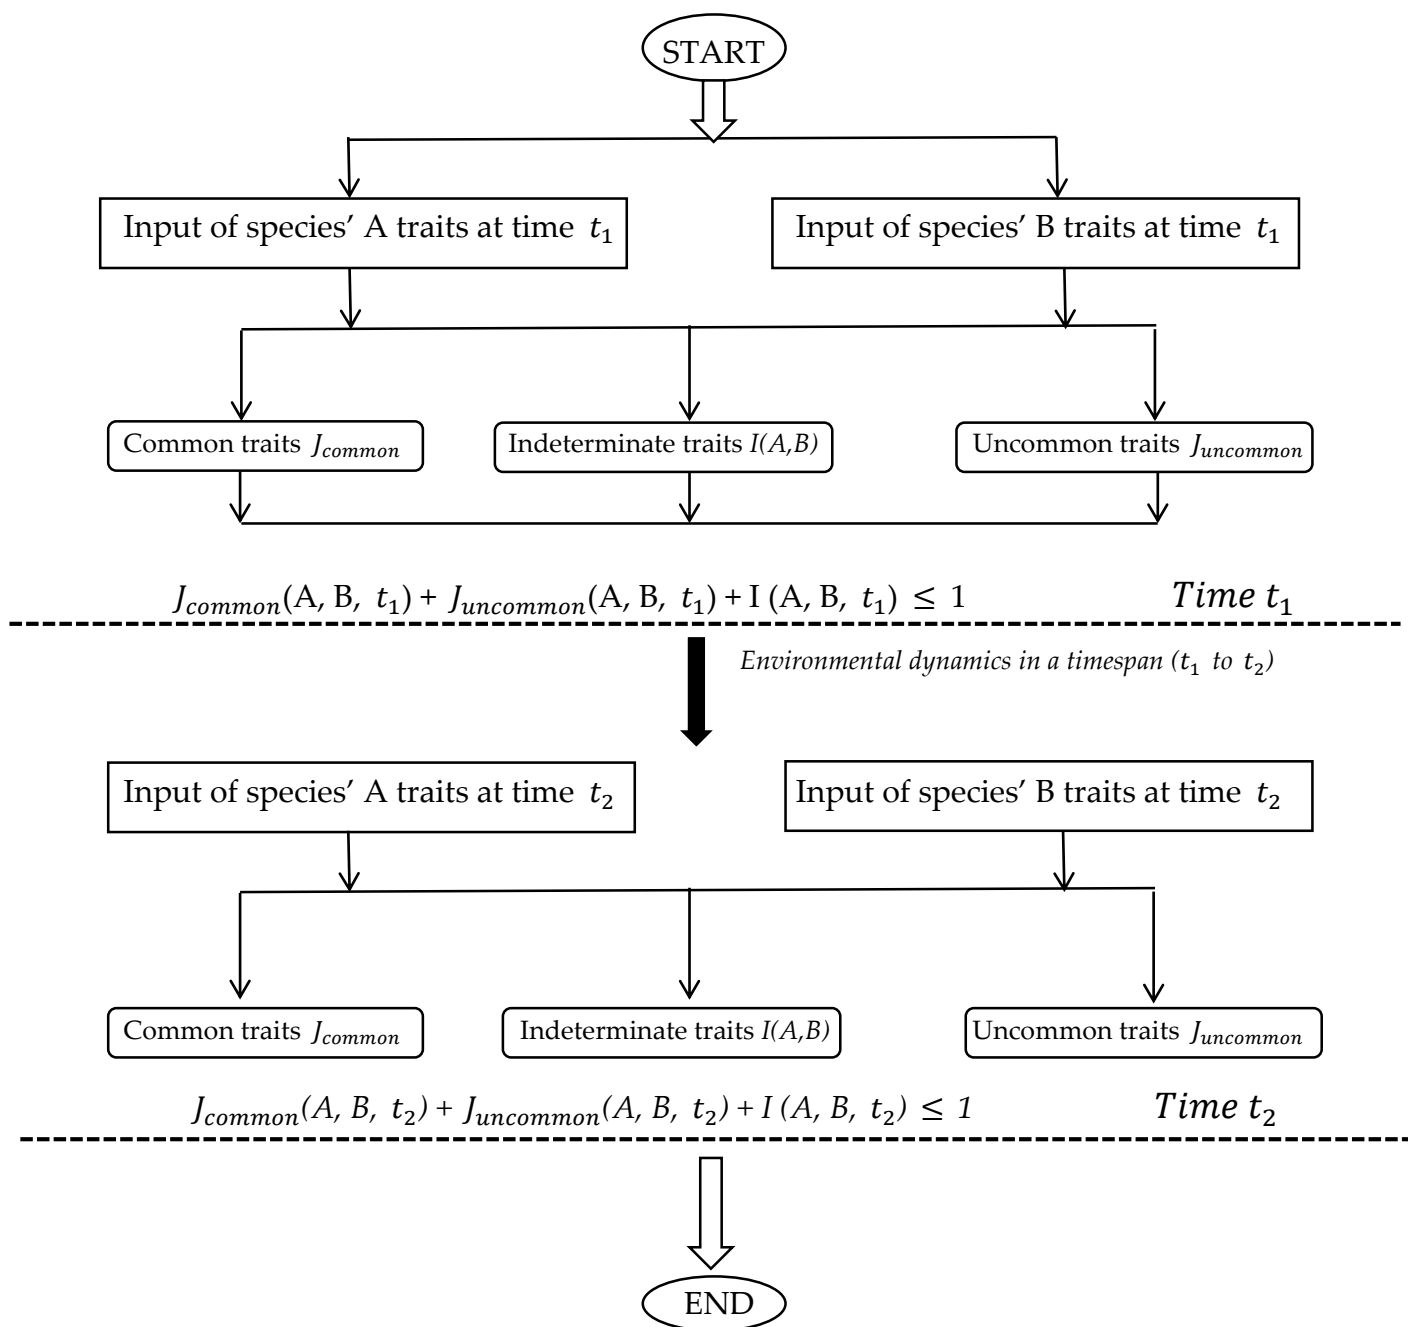 START
Input of species’ A traits at time t₁
Input of species’ B traits at time t₁
Common traits J_common
Indeterminate traits I(A,B)
Uncommon traits J_uncommon
J_common(A, B, t₁) + J_uncommon(A, B, t₁) + I (A, B, t₁) ≤ 1
Time t₁
Environmental dynamics in a timespan (t₁ to t₂)
Input of species’ A traits at time t₂
Input of species’ B traits at time t₂
Common traits J_common
Indeterminate traits I(A,B)
Uncommon traits J_uncommon
J_common(A, B, t₂) + J_uncommon(A, B, t₂) + I (A, B, t₂) ≤ 1
Time t₂
END